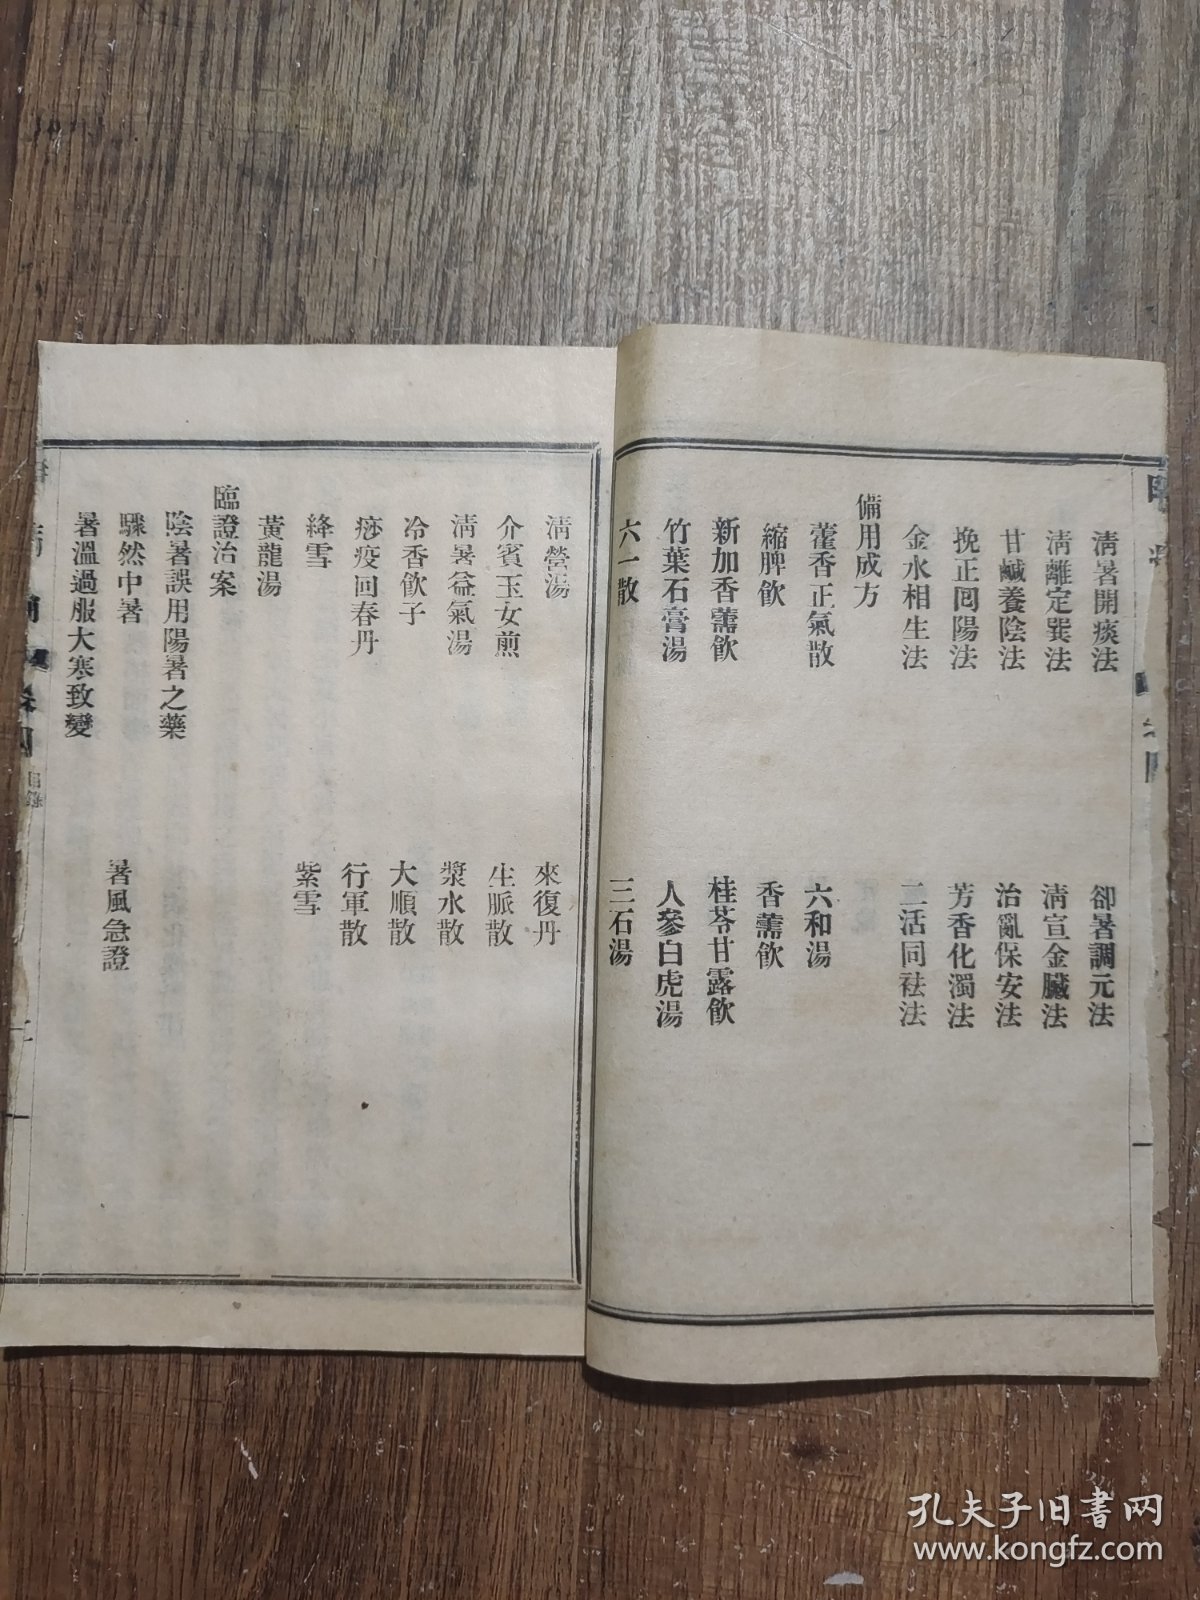 清暑開痰法
卻暑調元法
清離定巽法
清宣金臟法
甘鹹養陰法
治亂保安法
挽正回陽法
芳香化濁法
金水相生法
二活同祛法
備用成方
藿香正氣散
六和湯
縮脾飲
香薷飲
新加香薷飲
桂苓甘露飲
竹葉石膏湯
人參白虎湯
六一散
三石湯
清營湯
來復丹
介賓玉女煎
生脈散
清暑益氣湯
漿水散
冷香飲子
大順散
痧疫回春丹
行軍散
絳雪
紫雪
黃龍湯
臨證治案
陰暑誤用陽暑之藥
驟然中暑
暑風急證
暑溫過服大寒致變
卷四
目錄
孔夫子旧书网
www.kongfz.com